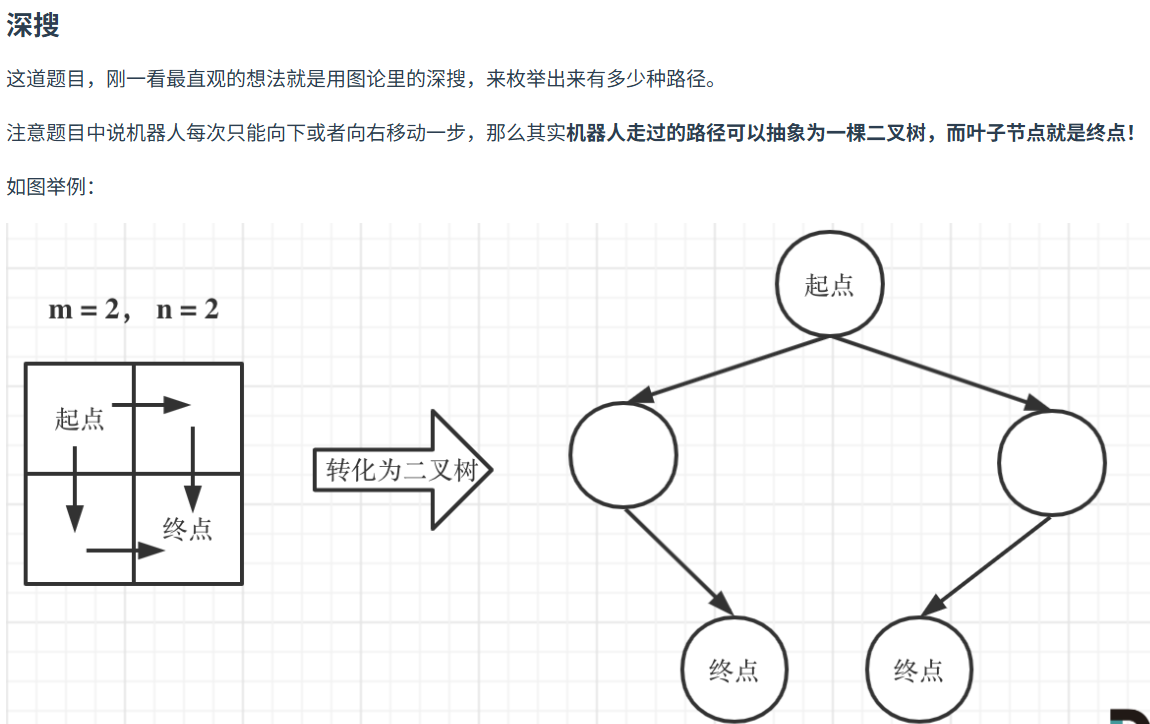 深搜
这道题目，刚一看最直观的想法就是用图论里的深搜，来枚举出来有多少种路径。
注意题目中说机器人每次只能向下或者向右移动一步，那么其实机器人走过的路径可以抽象为一棵二叉树，而叶子节点就是终点！
如图举例：
m = 2， n = 2
起点
终点
转化为二叉树
起点
终点
终点